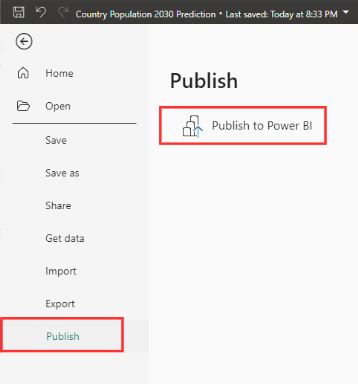 Country Population 2030 Prediction • Last saved: Today at 8:33 PM
Home
Open
Save
Save as
Share
Get data
Import
Export
Publish
Publish
Publish to Power BI